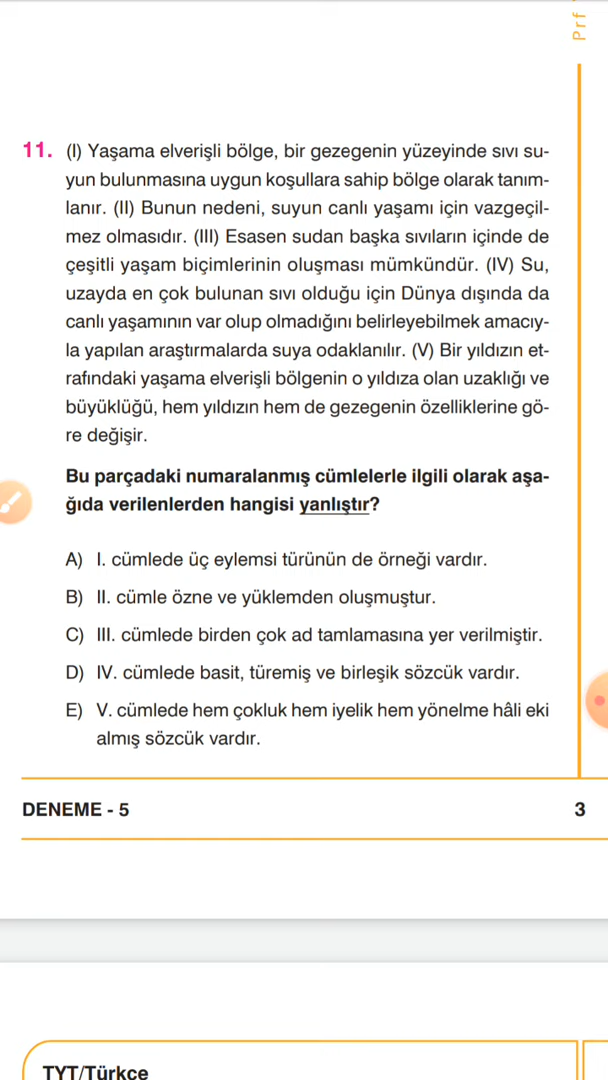 Prf
11. (I) Yaşama elverişli bölge, bir gezegenin yüzeyinde sıvı su-
yun bulunmasına uygun koşullara sahip bölge olarak tanım-
lanır. (II) Bunun nedeni, suyun canlı yaşamı için vazgeçil-
mez olmasıdır. (III) Esasen sudan başka sıvıların içinde de
çeşitli yaşam biçimlerinin oluşması mümkündür. (IV) Su,
uzayda en çok bulunan sıvı olduğu için Dünya dışında da
canlı yaşamının var olup olmadığını belirleyebilmek amacıy-
la yapılan araştırmalarda suya odaklanılır. (V) Bir yıldızın et-
rafındaki yaşama elverişli bölgenin o yıldıza olan uzaklığı ve
büyüklüğü, hem yıldızın hem de gezegenin özelliklerine gö-
re değişir.
Bu parçadaki numaralanmış cümlelerle ilgili olarak aşa-
ğıda verilenlerden hangisi yanlıştır?
A) I. cümlede üç eylemsi türünün de örneği vardır.
B) II. cümle özne ve yüklemden oluşmuştur.
C) III. cümlede birden çok ad tamlamasına yer verilmiştir.
D) IV. cümlede basit, türemiş ve birleşik sözcük vardır.
E) V. cümlede hem çokluk hem iyelik hem yönelme hâli eki
almış sözcük vardır.
DENEME - 5
3
TYT/Türkçe